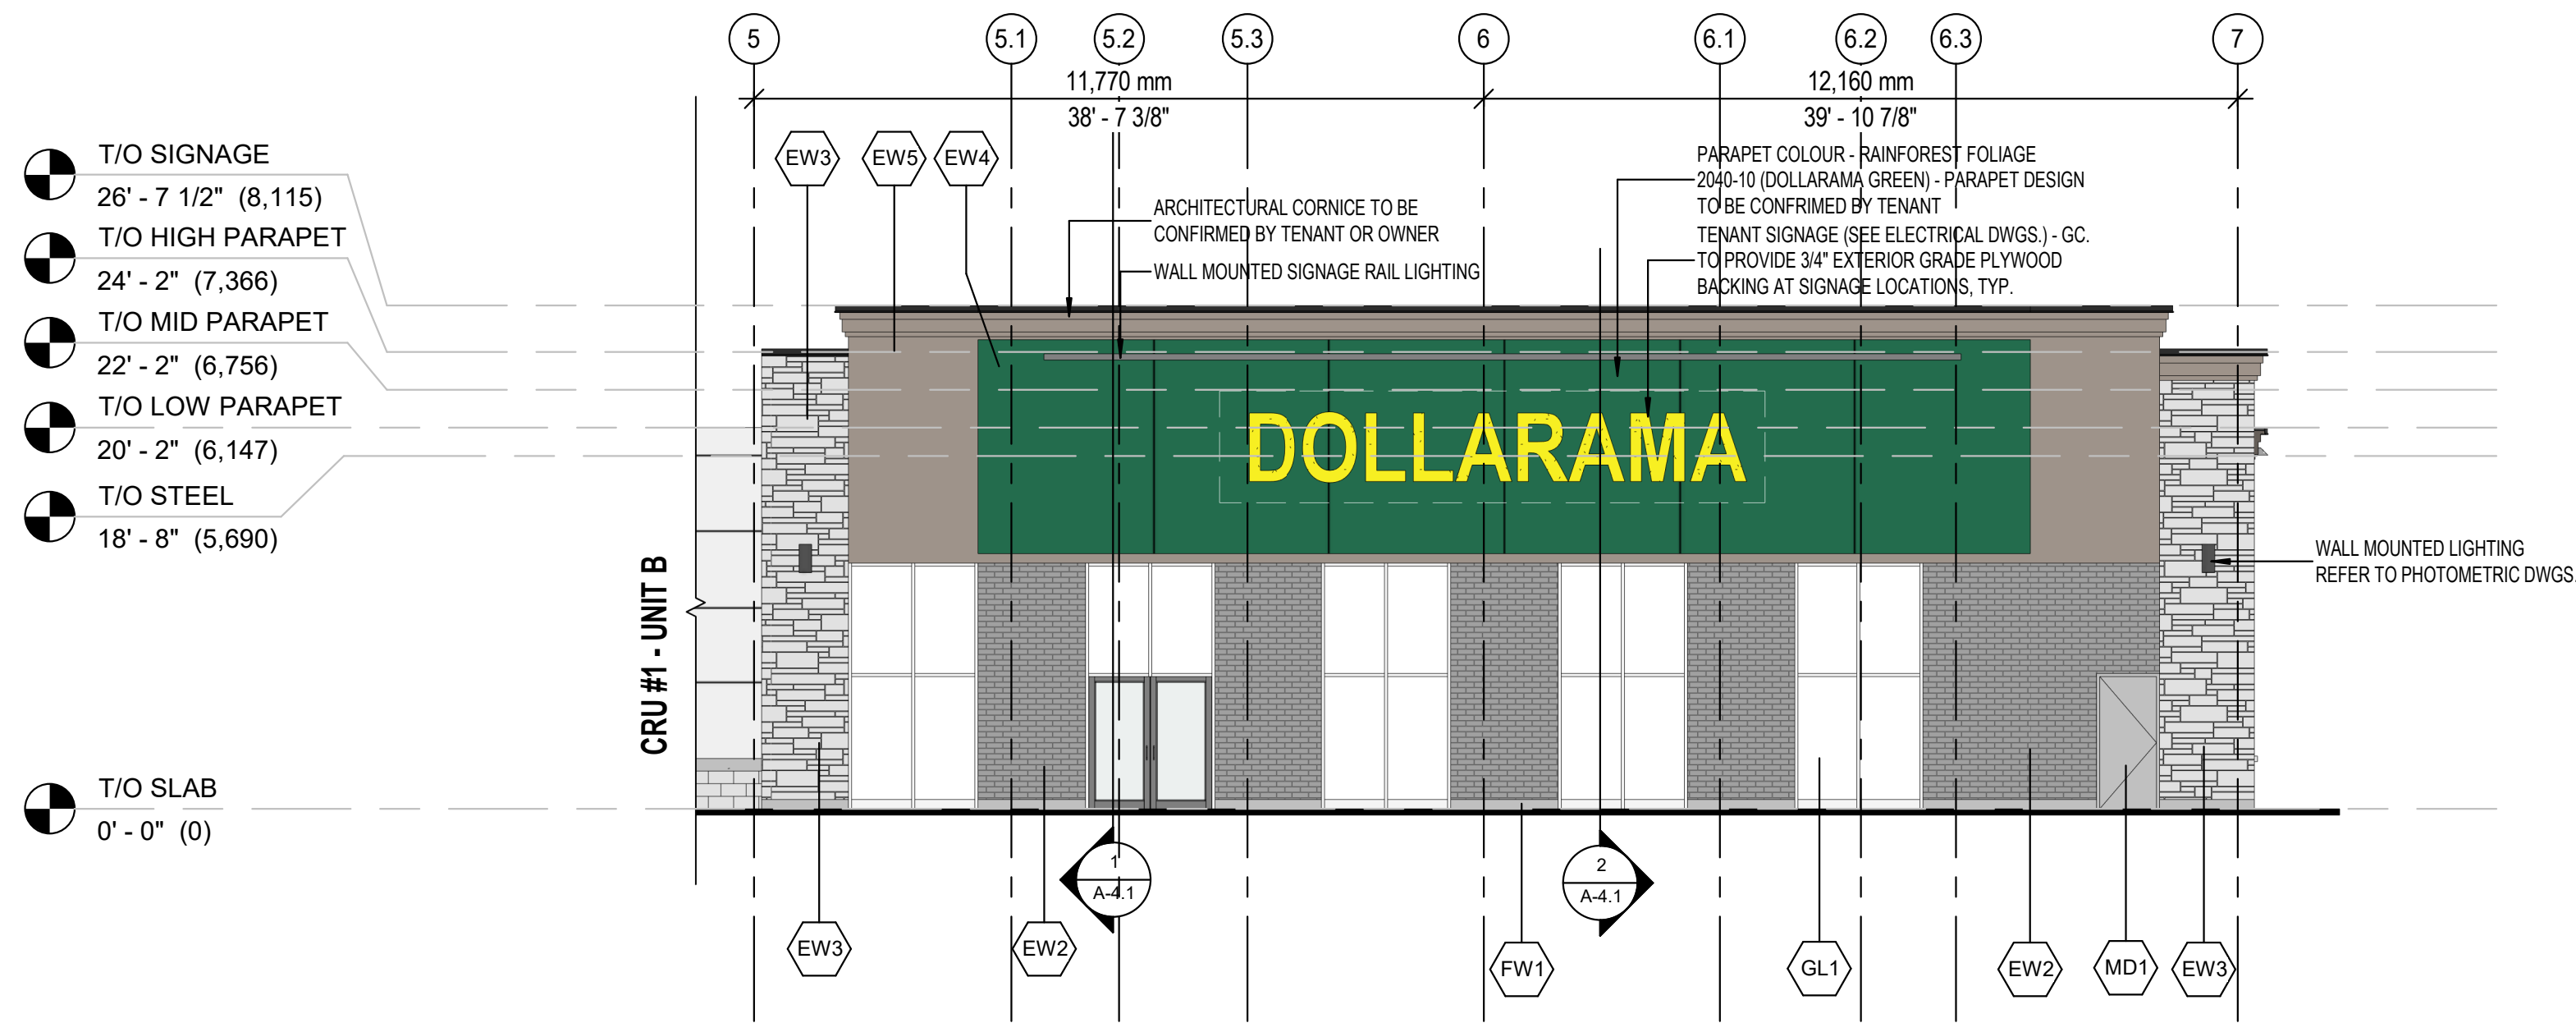 5
5.1
5.2
5.3
6
6.1
6.2
6.3
7
11,770 mm
38' - 7 3/8"
12,160 mm
39' - 10 7/8"
T/O SIGNAGE
26' - 7 1/2" (8,115)
T/O HIGH PARAPET
24' - 2" (7,366)
T/O MID PARAPET
22' - 2" (6,756)
T/O LOW PARAPET
20' - 2" (6,147)
T/O STEEL
18' - 8" (5,690)
T/O SLAB
0' - 0" (0)
EW3
EW5
EW4
ARCHITECTURAL CORNICE TO BE
CONFIRMED BY TENANT OR OWNER
WALL MOUNTED SIGNAGE RAIL LIGHTING
PARAPET COLOUR - RAINFOREST FOLIAGE
2040-10 (DOLLARAMA GREEN) - PARAPET DESIGN
TO BE CONFRIMED BY TENANT
TENANT SIGNAGE (SEE ELECTRICAL DWGS.) - GC.
TO PROVIDE 3/4" EXTERIOR GRADE PLYWOOD
BACKING AT SIGNAGE LOCATIONS, TYP.
DOLLARAMA
WALL MOUNTED LIGHTING
REFER TO PHOTOMETRIC DWGS.
CRU #1 - UNIT B
1
A-4.1
2
A-4.1
EW3
EW2
FW1
GL1
EW2
MD1
EW3